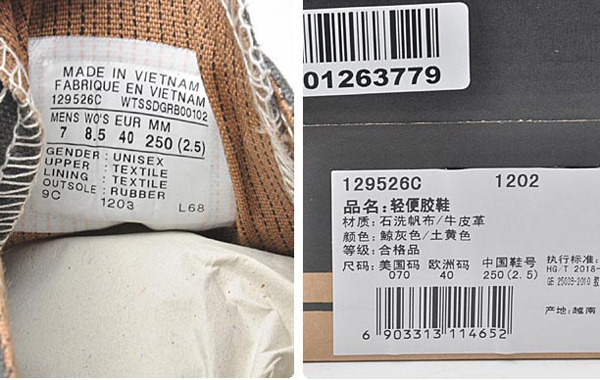 MADE IN VIETNAM
FABRIQUE EN VIETNAM
129526C WTSSDGRB00102
MENS WO'S EUR MM
7 8.5 40 250 (2.5)
GENDER : UNISEX
UPPER : TEXTILE
LINING : TEXTILE
OUTSOLE : RUBBER
9C 1203 L68
01263779
129526C 1202
品名:轻便胶鞋
材质:石洗帆布/牛皮革
颜色:鲸灰色/土黄色
等级:合格品
尺码:美国码 欧洲码 中国鞋号
070 40 250(2.5)
执行标准:
HG/T 2018-
GB 25038-2010 胶
产地:越南
6 903313 114652